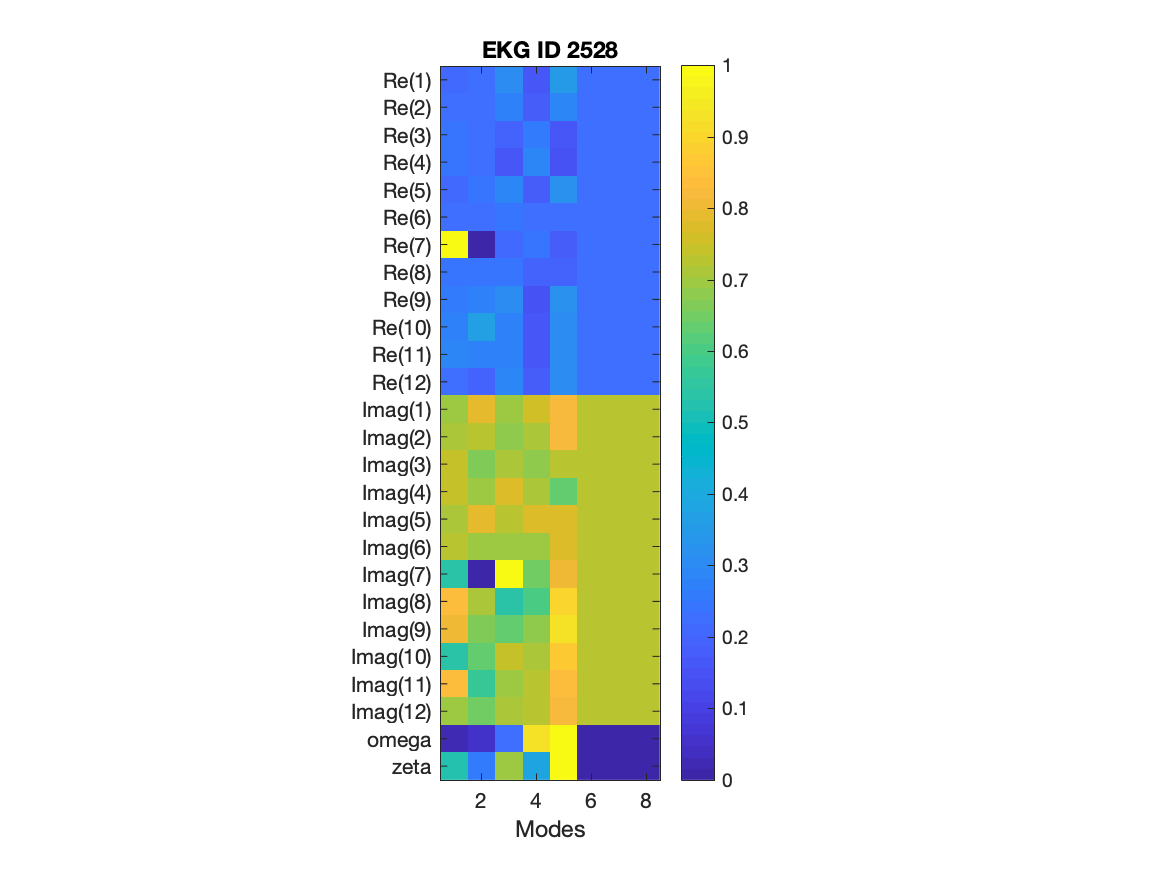 EKG ID 2528
Re(1)
Re(2)
Re(3)
Re(4)
Re(5)
Re(6)
Re(7)
Re(8)
Re(9)
Re(10)
Re(11)
Re(12)
Imag(1)
Imag(2)
Imag(3)
Imag(4)
Imag(5)
Imag(6)
Imag(7)
Imag(8)
Imag(9)
Imag(10)
Imag(11)
Imag(12)
omega
zeta
2 4 6 8
Modes
1
0.9
0.8
0.7
0.6
0.5
0.4
0.3
0.2
0.1
0